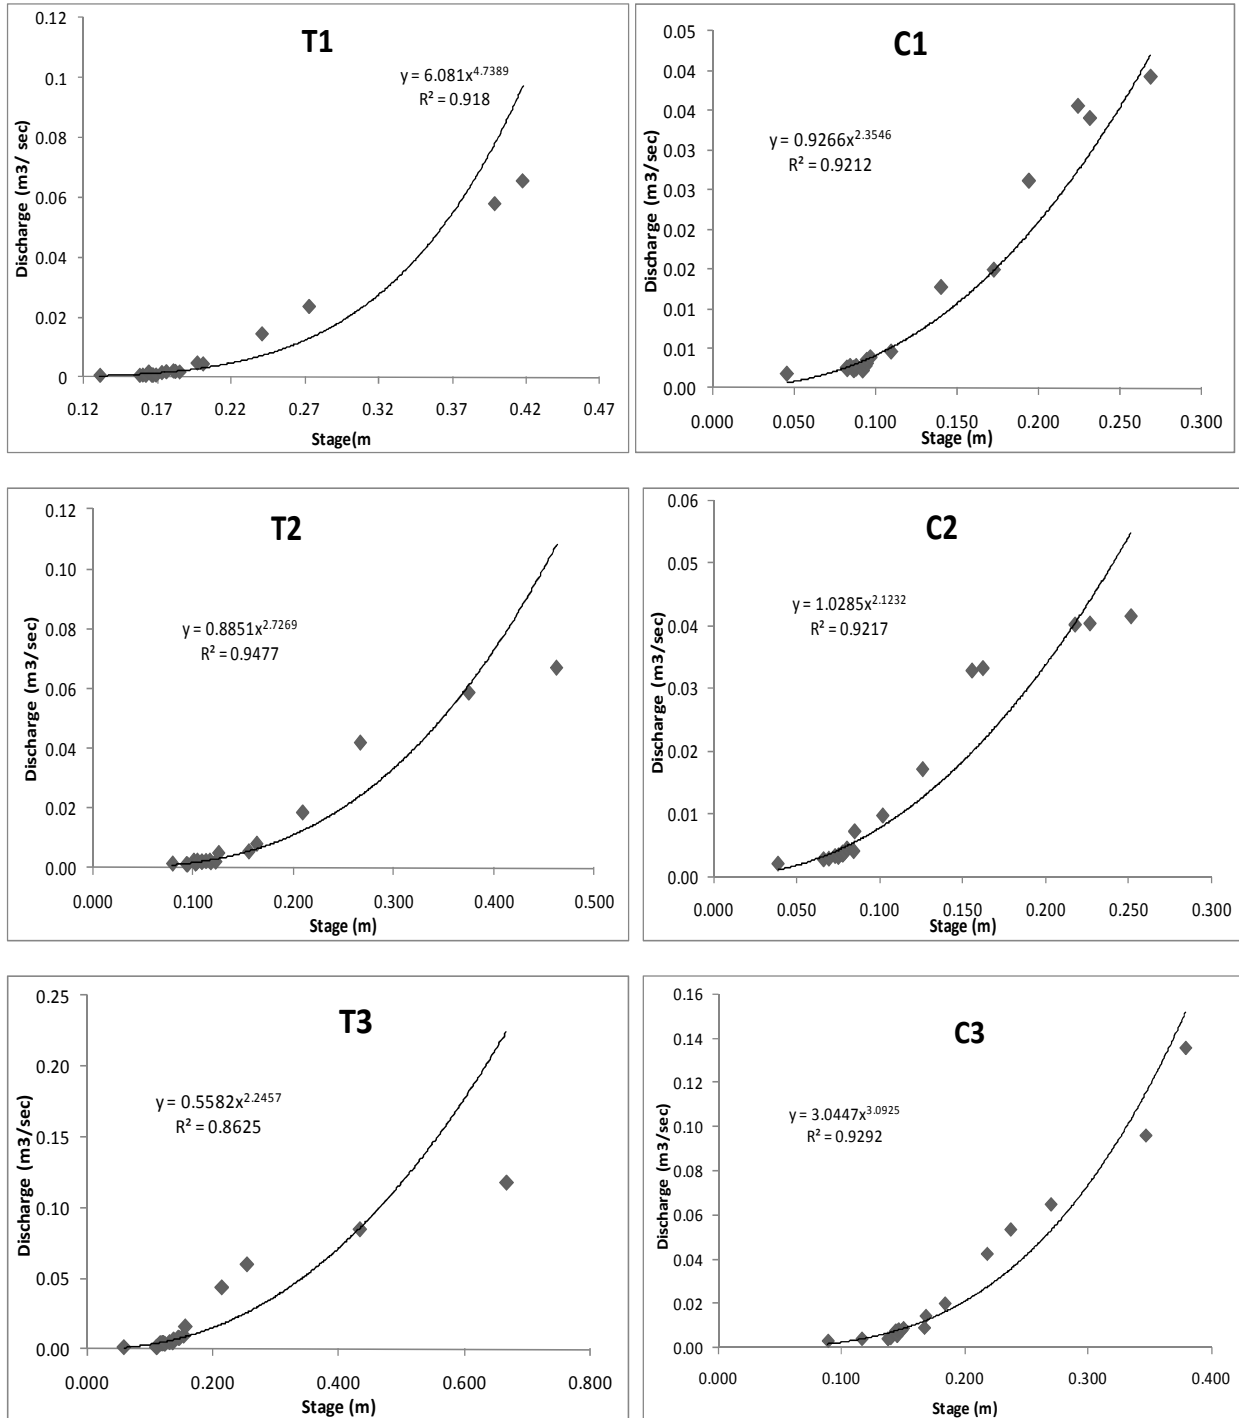 T1
y = 6.081x^4.7389
R² = 0.918
Discharge (m3/ sec)
0.12
0.1
0.08
0.06
0.04
0.02
0
0.12 0.17 0.22 0.27 0.32 0.37 0.42 0.47
Stage(m
C1
y = 0.9266x^2.3546
R² = 0.9212
Discharge (m3/sec)
0.05
0.04
0.04
0.03
0.03
0.02
0.02
0.01
0.01
0.00
0.000 0.050 0.100 0.150 0.200 0.250 0.300
Stage (m)
T2
y = 0.8851x^2.7269
R² = 0.9477
Discharge (m3/sec)
0.12
0.10
0.08
0.06
0.04
0.02
0.00
0.000 0.100 0.200 0.300 0.400 0.500
Stage (m)
C2
y = 1.0285x^2.1232
R² = 0.9217
Discharge (m3/sec)
0.06
0.05
0.04
0.03
0.02
0.01
0.00
0.000 0.050 0.100 0.150 0.200 0.250 0.300
Stage (m)
T3
y = 0.5582x^2.2457
R² = 0.8625
Discharge (m3/sec)
0.25
0.20
0.15
0.10
0.05
0.00
0.000 0.200 0.400 0.600 0.800
Stage (m)
C3
y = 3.0447x^3.0925
R² = 0.9292
Discharge (m3/sec)
0.16
0.14
0.12
0.10
0.08
0.06
0.04
0.02
0.00
0.000 0.100 0.200 0.300 0.400
Stage (m)